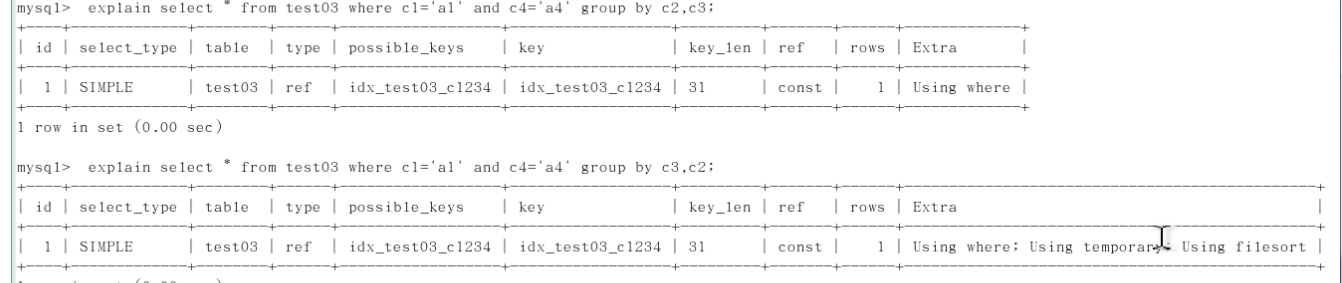 mysql>  explain select * from test03 where c1='a1' and c4='a4' group by c2,c3;
+----+-------------+--------+------+-----------------+-----------------+---------+-------+------+-------------+
| id | select_type | table  | type | possible_keys   | key             | key_len | ref   | rows | Extra       |
+----+-------------+--------+------+-----------------+-----------------+---------+-------+------+-------------+
|  1 | SIMPLE      | test03 | ref  | idx_test03_c1234 | idx_test03_c1234 | 31      | const |    1 | Using where |
+----+-------------+--------+------+-----------------+-----------------+---------+-------+------+-------------+
1 row in set (0.00 sec)
mysql>  explain select * from test03 where c1='a1' and c4='a4' group by c3,c2;
+----+-------------+--------+------+-----------------+-----------------+---------+-------+------+----------------------------------------------+
| id | select_type | table  | type | possible_keys   | key             | key_len | ref   | rows | Extra                                        |
+----+-------------+--------+------+-----------------+-----------------+---------+-------+------+----------------------------------------------+
|  1 | SIMPLE      | test03 | ref  | idx_test03_c1234 | idx_test03_c1234 | 31      | const |    1 | Using where; Using temporary; Using filesort |
+----+-------------+--------+------+-----------------+-----------------+---------+-------+------+----------------------------------------------+